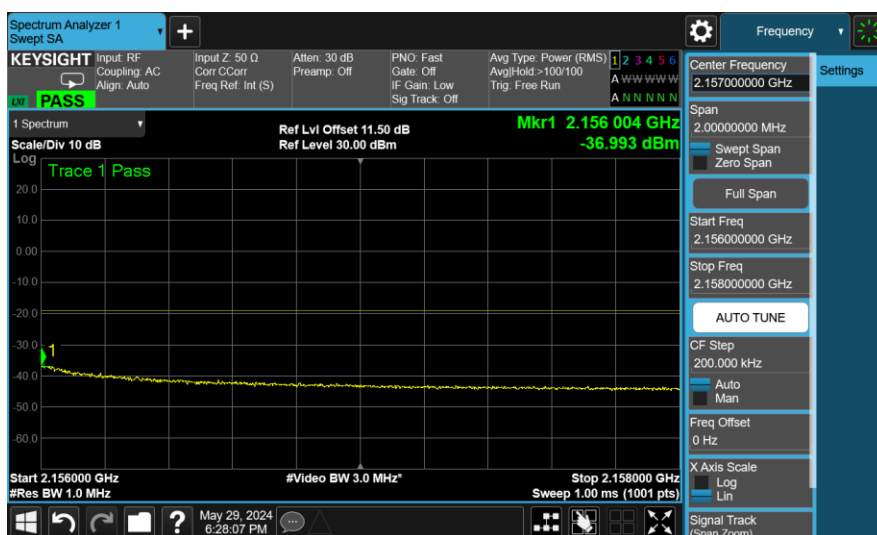 Spectrum Analyzer 1
Swept SA
+
Frequency
KEYSIGHT
LXI
PASS
Input: RF
Coupling: AC
Align: Auto
Input Z: 50 Ω
Corr CCorr
Freq Ref: Int (S)
Atten: 30 dB
Preamp: Off
PNO: Fast
Gate: Off
IF Gain: Low
Sig Track: Off
Avg Type: Power (RMS)
Avg|Hold:>100/100
Trig: Free Run
1 2 3 4 5 6
A W W W W W
A N N N N N
1 Spectrum
Scale/Div 10 dB
Ref Lvl Offset 11.50 dB
Ref Level 30.00 dBm
Mkr1 2.156 004 GHz
-36.993 dBm
Log
Trace 1 Pass
20.0
10.0
0.00
-10.0
-20.0
-30.0
1
-40.0
-50.0
-60.0
Start 2.156000 GHz
#Res BW 1.0 MHz
#Video BW 3.0 MHz*
Stop 2.158000 GHz
Sweep 1.00 ms (1001 pts)
?
May 29, 2024
6:28:07 PM
Center Frequency
2.157000000 GHz
Settings
Span
2.00000000 MHz
Swept Span
Zero Span
Full Span
Start Freq
2.156000000 GHz
Stop Freq
2.158000000 GHz
AUTO TUNE
CF Step
200.000 kHz
Auto
Man
Freq Offset
0 Hz
X Axis Scale
Log
Lin
Signal Track
(Span Zoom)